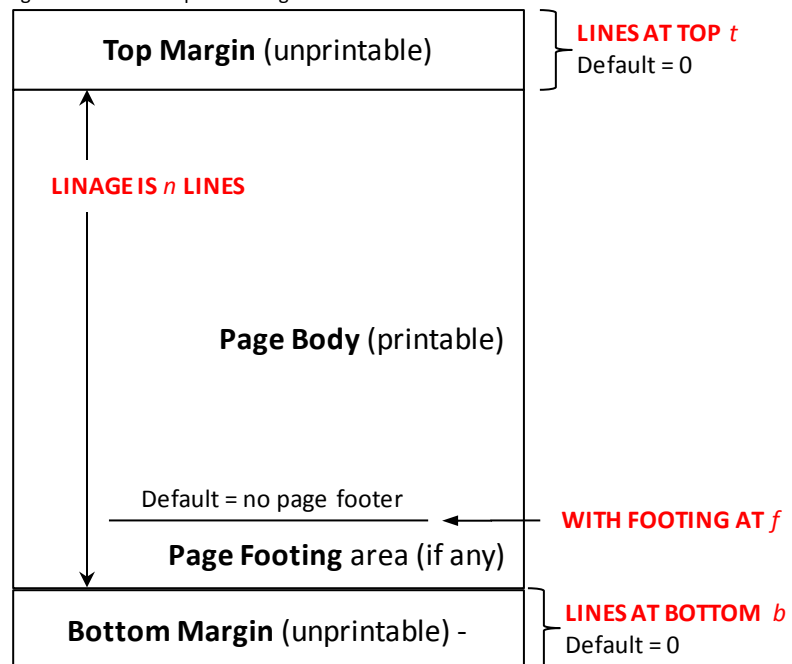 Top Margin (unprintable)
LINES AT TOP t
Default = 0
LINAGE IS n LINES
Page Body (printable)
Default = no page footer
WITH FOOTING AT f
Page Footing area (if any)
LINES AT BOTTOM b
Bottom Margin (unprintable) -
Default = 0